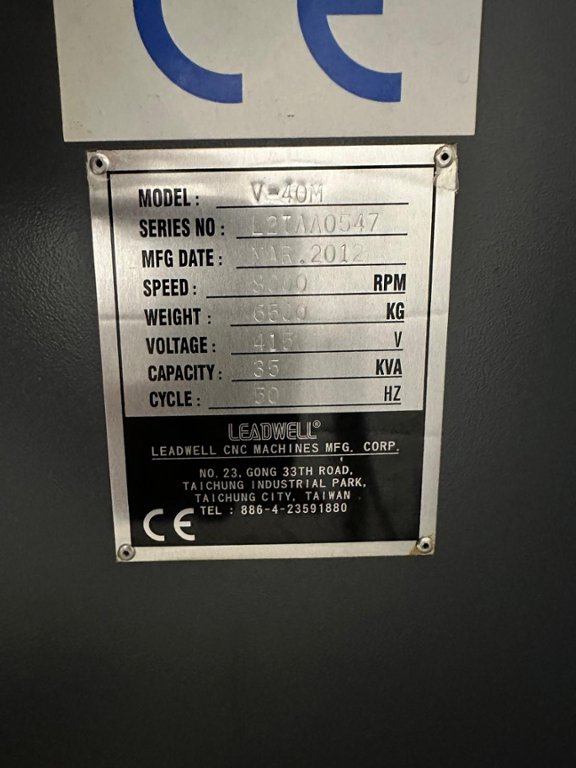 CE
MODEL: V-40M
SERIES NO: L2TAA0547
MFG DATE: MAR.2012
SPEED: 8000 RPM
WEIGHT: 6500 KG
VOLTAGE: 415 V
CAPACITY: 35 KVA
CYCLE: 50 HZ
LEADWELL®
LEADWELL CNC MACHINES MFG. CORP.
NO. 23, GONG 33TH ROAD,
TAICHUNG INDUSTRIAL PARK,
TAICHUNG CITY, TAIWAN
TEL : 886-4-23591880
CE